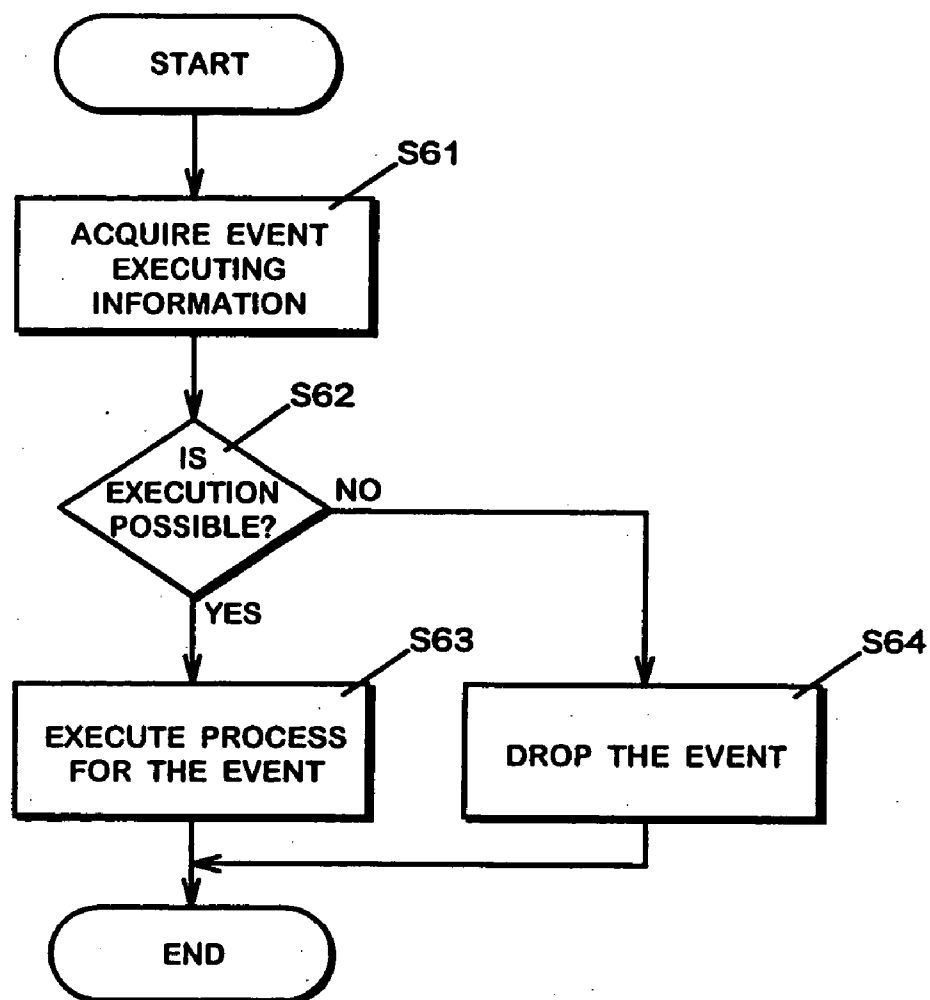 START
S61
ACQUIRE EVENT
EXECUTING
INFORMATION
S62
IS
EXECUTION
POSSIBLE?
NO
YES
S63
EXECUTE PROCESS
FOR THE EVENT
S64
DROP THE EVENT
END